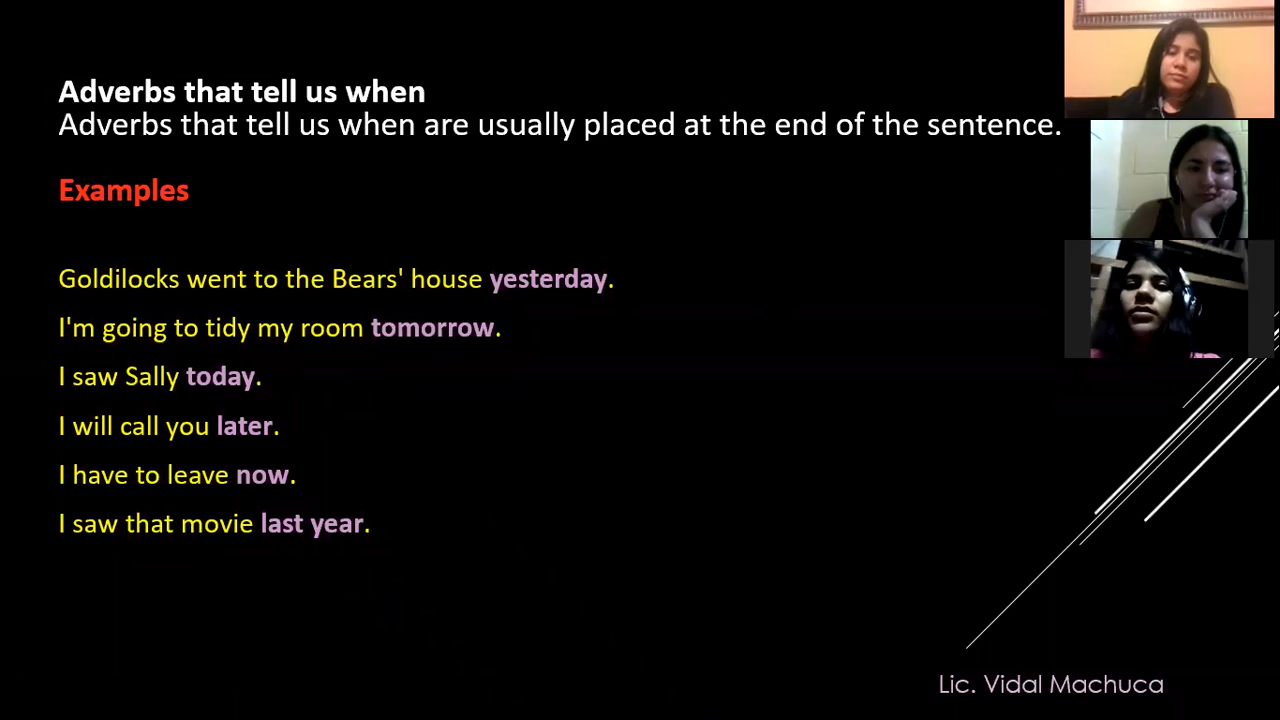 Adverbs that tell us when
Adverbs that tell us when are usually placed at the end of the sentence.
Examples
Goldilocks went to the Bears' house yesterday.
I'm going to tidy my room tomorrow.
I saw Sally today.
I will call you later.
I have to leave now.
I saw that movie last year.
Lic. Vidal Machuca